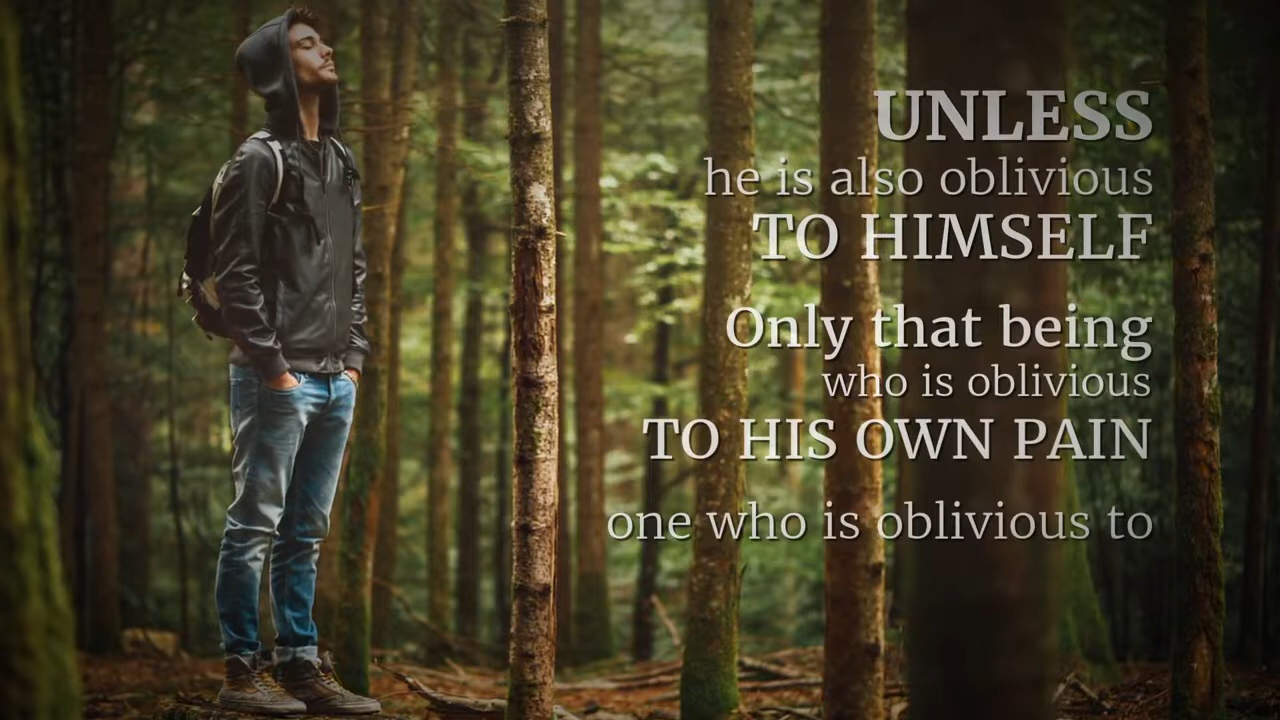 UNLESS
he is also oblivious
TO HIMSELF
Only that being
who is oblivious
TO HIS OWN PAIN
one who is oblivious to